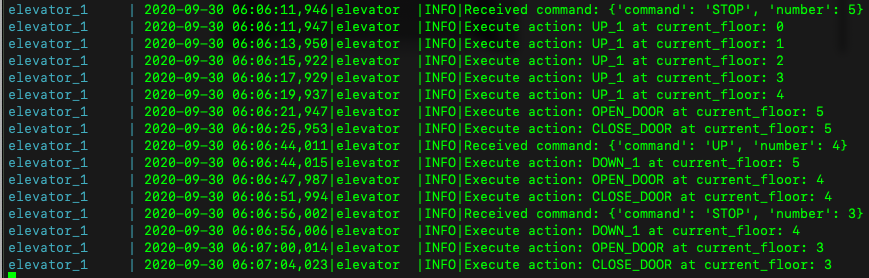 elevator_1     | 2020-09-30 06:06:11,946|elevator  |INFO|Received command: {'command': 'STOP', 'number': 5}
elevator_1     | 2020-09-30 06:06:11,947|elevator  |INFO|Execute action: UP_1 at current_floor: 0
elevator_1     | 2020-09-30 06:06:13,950|elevator  |INFO|Execute action: UP_1 at current_floor: 1
elevator_1     | 2020-09-30 06:06:15,922|elevator  |INFO|Execute action: UP_1 at current_floor: 2
elevator_1     | 2020-09-30 06:06:17,929|elevator  |INFO|Execute action: UP_1 at current_floor: 3
elevator_1     | 2020-09-30 06:06:19,937|elevator  |INFO|Execute action: UP_1 at current_floor: 4
elevator_1     | 2020-09-30 06:06:21,947|elevator  |INFO|Execute action: OPEN_DOOR at current_floor: 5
elevator_1     | 2020-09-30 06:06:25,953|elevator  |INFO|Execute action: CLOSE_DOOR at current_floor: 5
elevator_1     | 2020-09-30 06:06:44,011|elevator  |INFO|Received command: {'command': 'UP', 'number': 4}
elevator_1     | 2020-09-30 06:06:44,015|elevator  |INFO|Execute action: DOWN_1 at current_floor: 5
elevator_1     | 2020-09-30 06:06:47,987|elevator  |INFO|Execute action: OPEN_DOOR at current_floor: 4
elevator_1     | 2020-09-30 06:06:51,994|elevator  |INFO|Execute action: CLOSE_DOOR at current_floor: 4
elevator_1     | 2020-09-30 06:06:56,002|elevator  |INFO|Received command: {'command': 'STOP', 'number': 3}
elevator_1     | 2020-09-30 06:06:56,006|elevator  |INFO|Execute action: DOWN_1 at current_floor: 4
elevator_1     | 2020-09-30 06:07:00,014|elevator  |INFO|Execute action: OPEN_DOOR at current_floor: 3
elevator_1     | 2020-09-30 06:07:04,023|elevator  |INFO|Execute action: CLOSE_DOOR at current_floor: 3